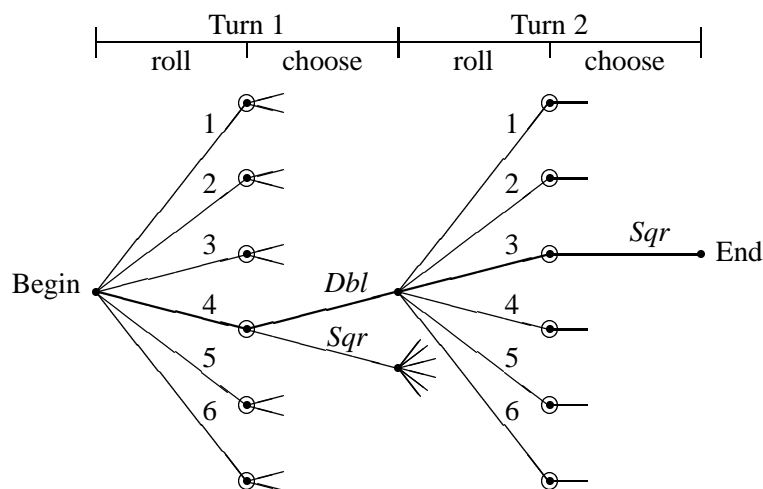 Turn 1 Turn 2
roll choose roll choose
1 1
2 2
3 3 Sqr
Begin End
Dbl
4 4
Sqr
5 5
6 6